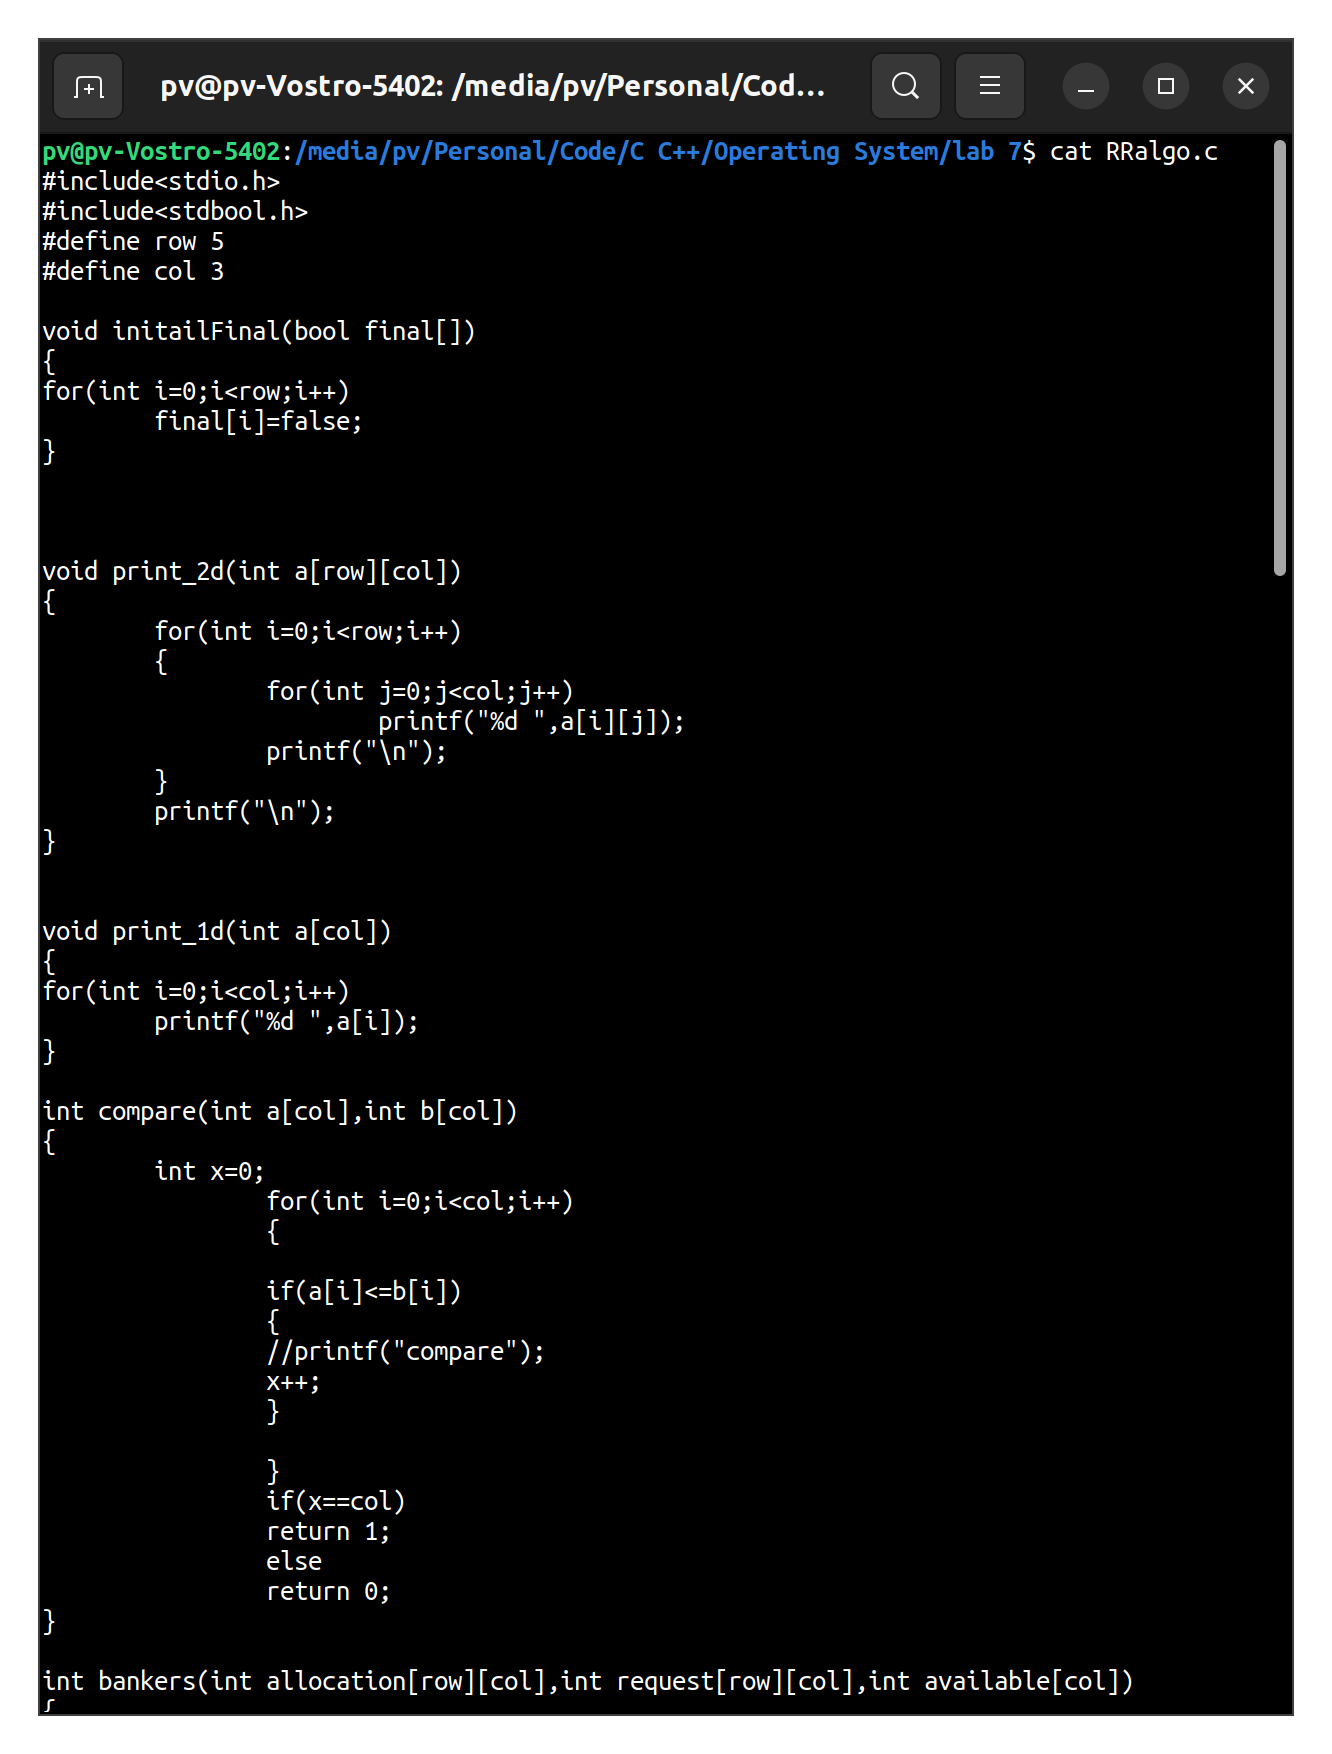 pv@pv-Vostro-5402: /media/pv/Personal/Cod...
pv@pv-Vostro-5402:/media/pv/Personal/Code/C C++/Operating System/lab 7$ cat RRalgo.c
#include<stdio.h>
#include<stdbool.h>
#define row 5
#define col 3
void initailFinal(bool final[])
{
for(int i=0;i<row;i++)
        final[i]=false;
}
void print_2d(int a[row][col])
{
        for(int i=0;i<row;i++)
        {
                for(int j=0;j<col;j++)
                        printf("%d ",a[i][j]);
                printf("\n");
        }
        printf("\n");
}
void print_1d(int a[col])
{
for(int i=0;i<col;i++)
        printf("%d ",a[i]);
}
int compare(int a[col],int b[col])
{
        int x=0;
                for(int i=0;i<col;i++)
                {
                if(a[i]<=b[i])
                {
                //printf("compare");
                x++;
                }
                }
                if(x==col)
                return 1;
                else
                return 0;
}
int bankers(int allocation[row][col],int request[row][col],int available[col])
{